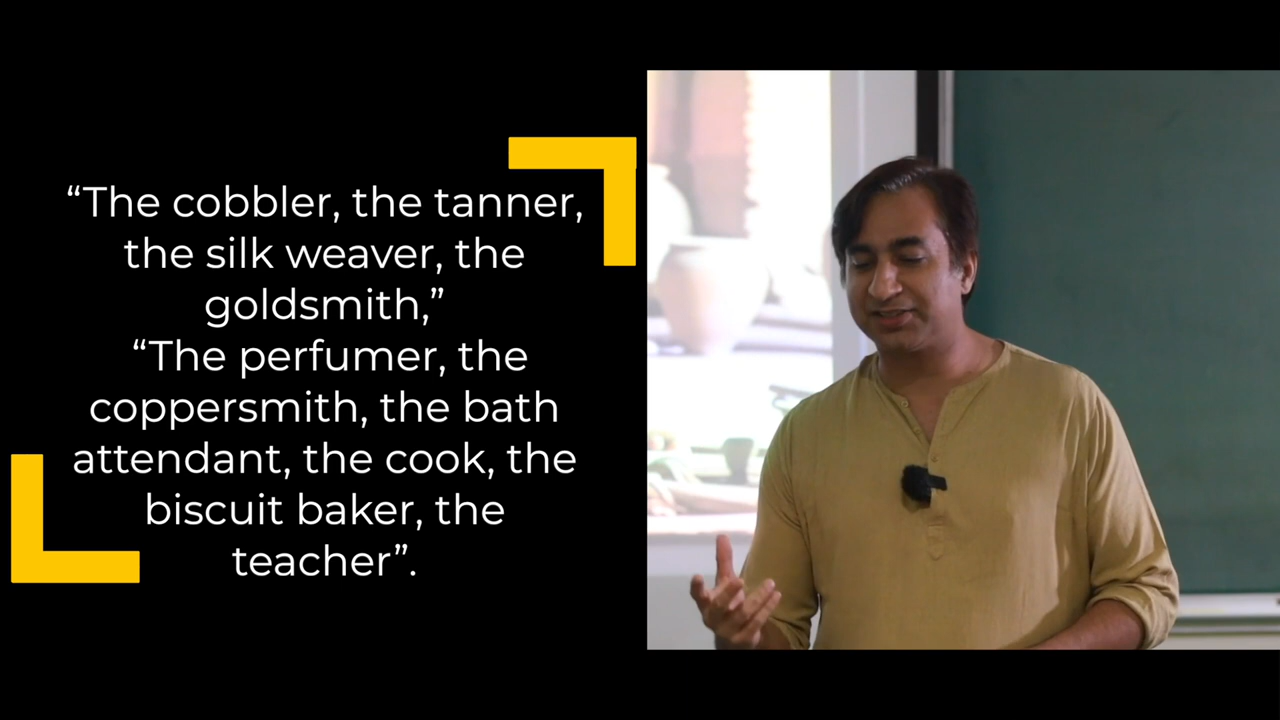 “The cobbler, the tanner,
the silk weaver, the
goldsmith,”
“The perfumer, the
coppersmith, the bath
attendant, the cook, the
biscuit baker, the
teacher”.